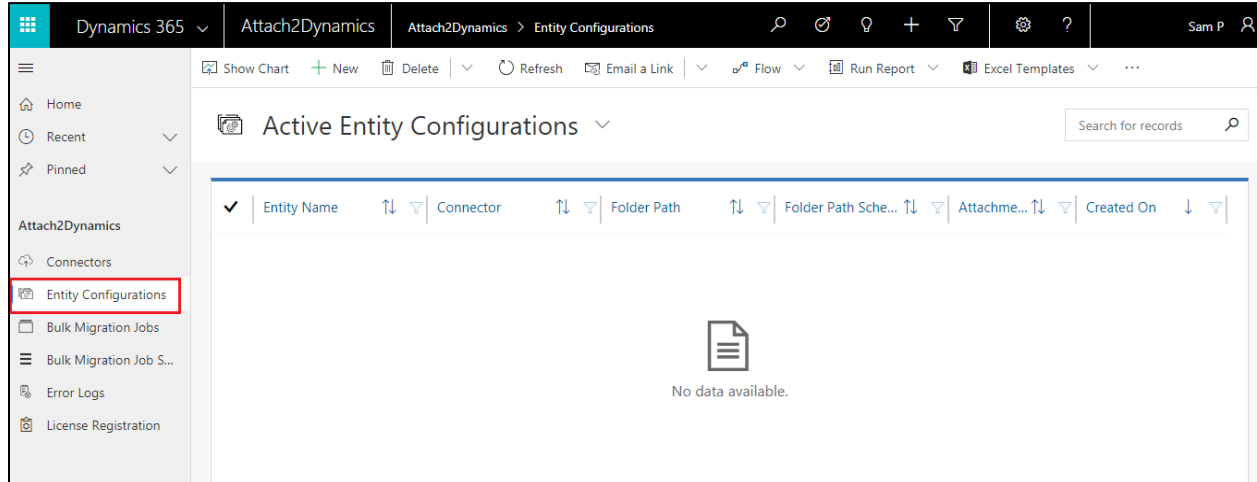 Dynamics 365 Attach2Dynamics Attach2Dynamics > Entity Configurations Sam P
Show Chart New Delete Refresh Email a Link Flow Run Report Excel Templates ...
Home
Recent
Pinned
Active Entity Configurations
Search for records
Attach2Dynamics
Connectors
Entity Configurations
Bulk Migration Jobs
Bulk Migration Job S...
Error Logs
License Registration
Entity Name Connector Folder Path Folder Path Sche... Attachme... Created On
No data available.